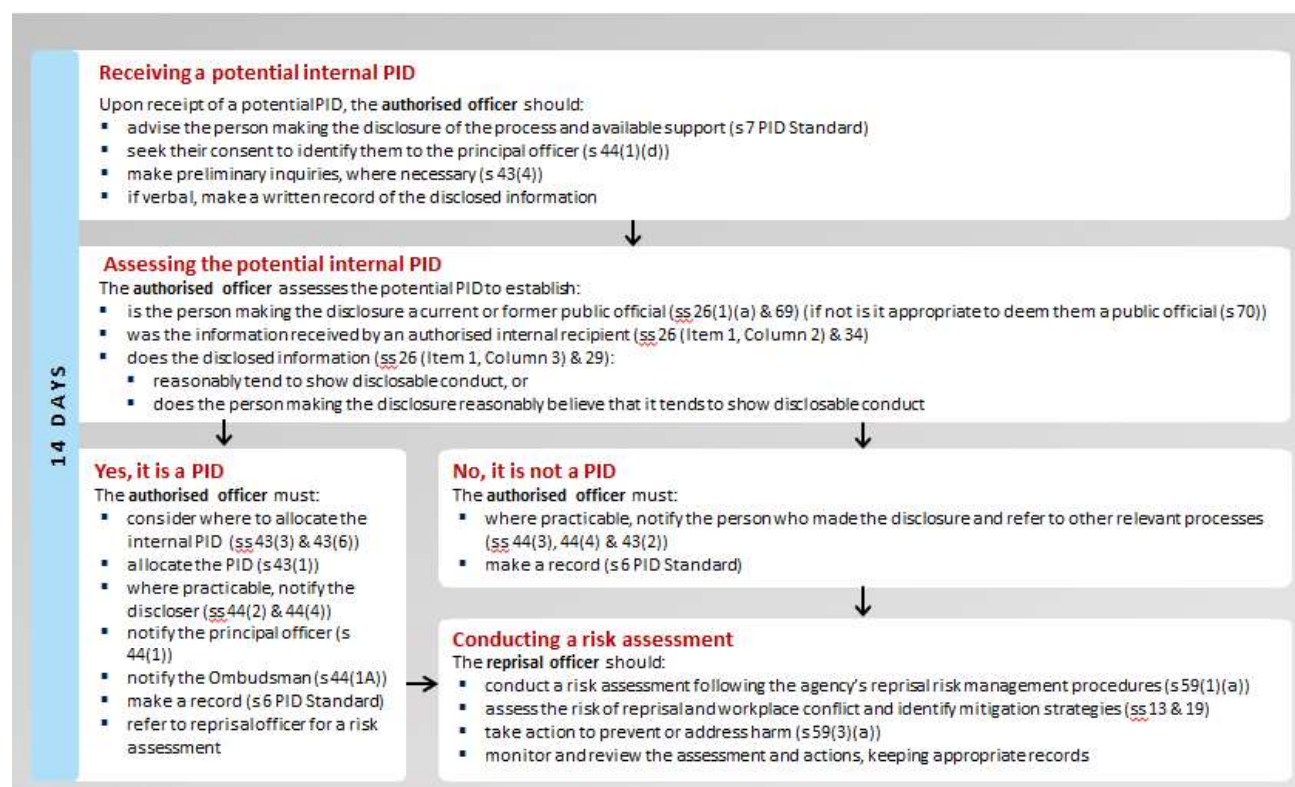 Receiving a potential internal PID
Upon receipt of a potential PID, the authorised officer should:
▪ advise the person making the disclosure of the process and available support (s 7 PID Standard)
▪ seek their consent to identify them to the principal officer (s 44(1)(d))
▪ make preliminary inquiries, where necessary (s 43(4))
▪ if verbal, make a written record of the disclosed information
Assessing the potential internal PID
The authorised officer assesses the potential PID to establish:
▪ is the person making the disclosure a current or former public official (ss 26(1)(a) & 69) (if not is it appropriate to deem them a public official (s 70))
▪ was the information received by an authorised internal recipient (ss 26 (Item 1, Column 2) & 34)
▪ does the disclosed information (ss 26 (Item 1, Column 3) & 29):
▪ reasonably tend to show disclosable conduct, or
▪ does the person making the disclosure reasonably believe that it tends to show disclosable conduct
14 DAYS
Yes, it is a PID
The authorised officer must:
▪ consider where to allocate the
internal PID (ss 43(3) & 43(6))
▪ allocate the PID (s 43(1))
▪ where practicable, notify the
discloser (ss 44(2) & 44(4))
▪ notify the principal officer (s
44(1))
▪ notify the Ombudsman (s 44(1A))
▪ make a record (s 6 PID Standard)
▪ refer to reprisal officer for a risk
assessment
No, it is not a PID
The authorised officer must:
▪ where practicable, notify the person who made the disclosure and refer to other relevant processes
(ss 44(3), 44(4) & 43(2))
▪ make a record (s 6 PID Standard)
Conducting a risk assessment
The reprisal officer should:
▪ conduct a risk assessment following the agency's reprisal risk management procedures (s 59(1)(a))
▪ assess the risk of reprisal and workplace conflict and identify mitigation strategies (ss 13 & 19)
▪ take action to prevent or address harm (s 59(3)(a))
▪ monitor and review the assessment and actions, keeping appropriate records